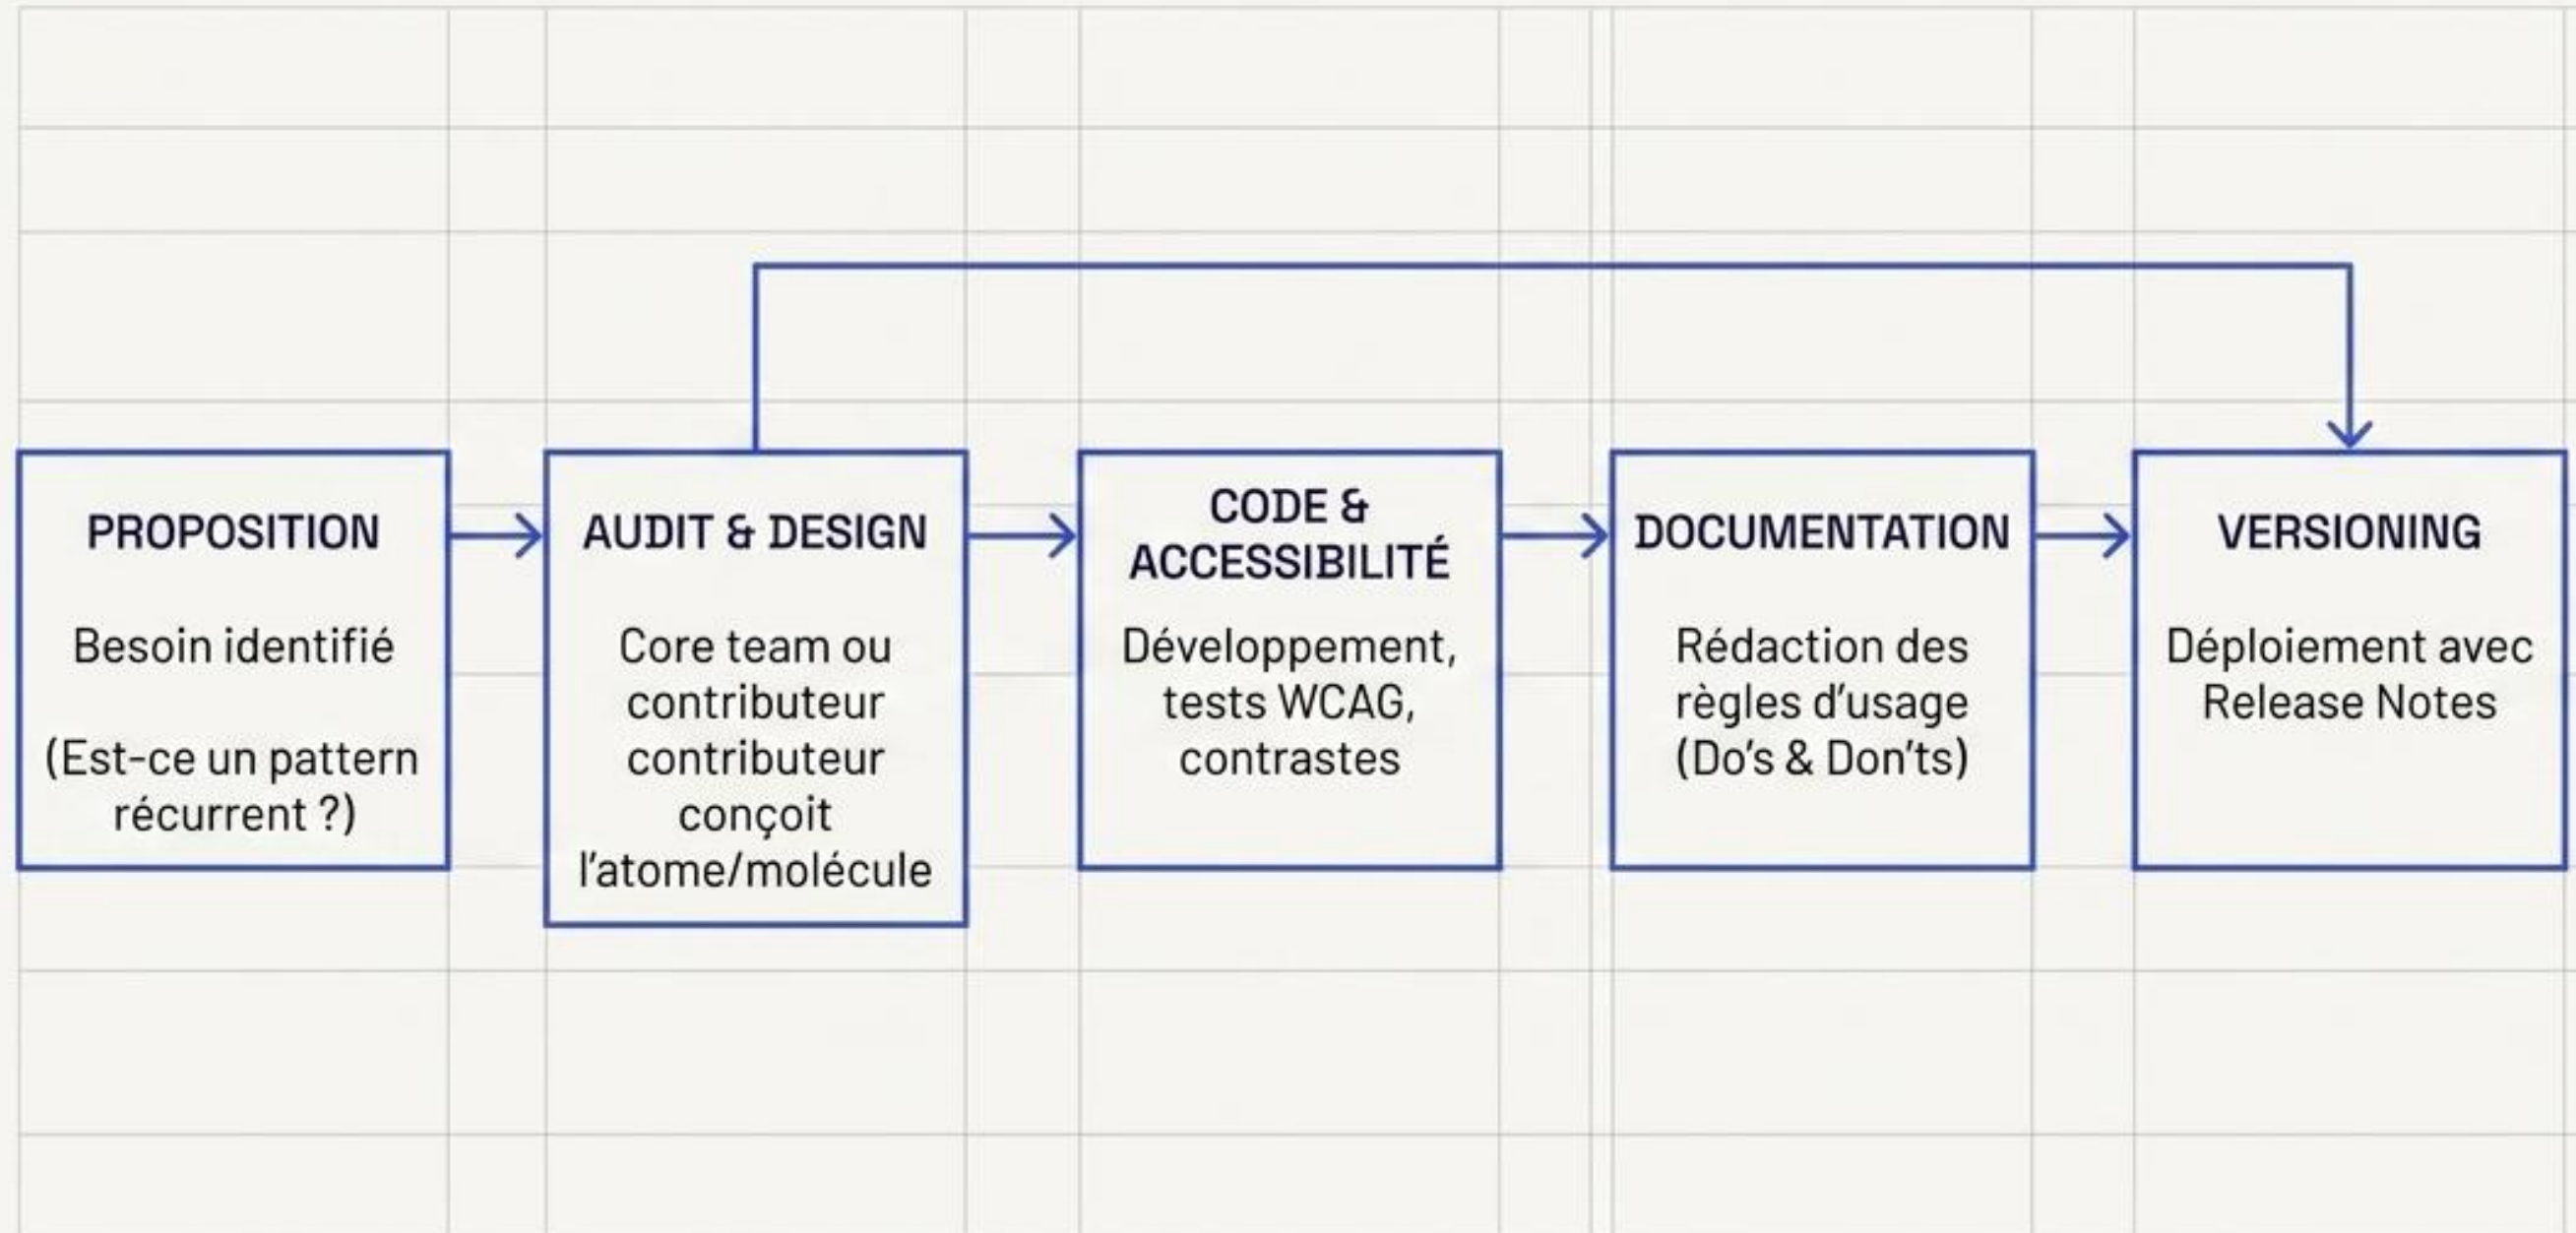 PROPOSITION
Besoin identifié
(Est-ce un pattern
récurrent ?)
AUDIT & DESIGN
Core team ou
contributeur
contributeur
conçoit
l'atome/molécule
CODE &
ACCESSIBILITÉ
Développement,
tests WCAG,
contrastes
DOCUMENTATION
Rédaction des
règles d'usage
(Do's & Don'ts)
VERSIONING
Déploiement avec
Release Notes